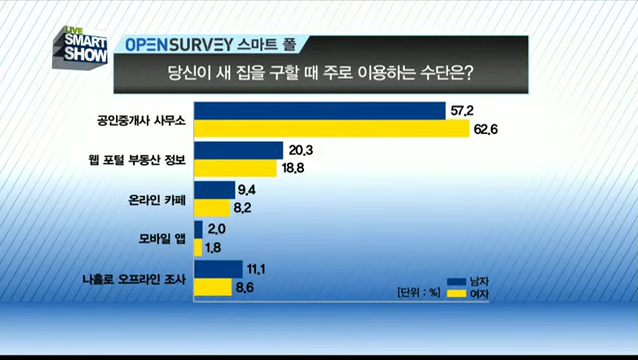 LIVE
SMART
SHOW
OPENSURVEY 스마트 폴
당신이 새 집을 구할 때 주로 이용하는 수단은?
공인중개사 사무소
57.2
62.6
웹 포털 부동산 정보
20.3
18.8
온라인 카페
9.4
8.2
모바일 앱
2.0
1.8
나홀로 오프라인 조사
11.1
8.6
[단위 : %]
남자
여자